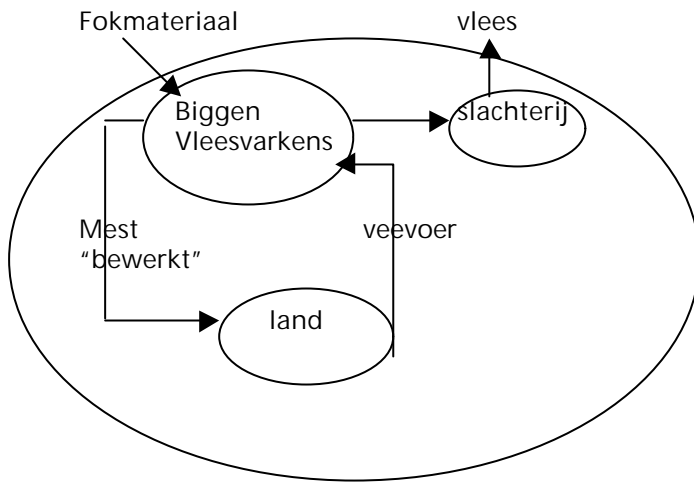 Fokmateriaal
vlees
Biggen
Vleesvarkens
slachterij
Mest
“bewerkt”
veevoer
land